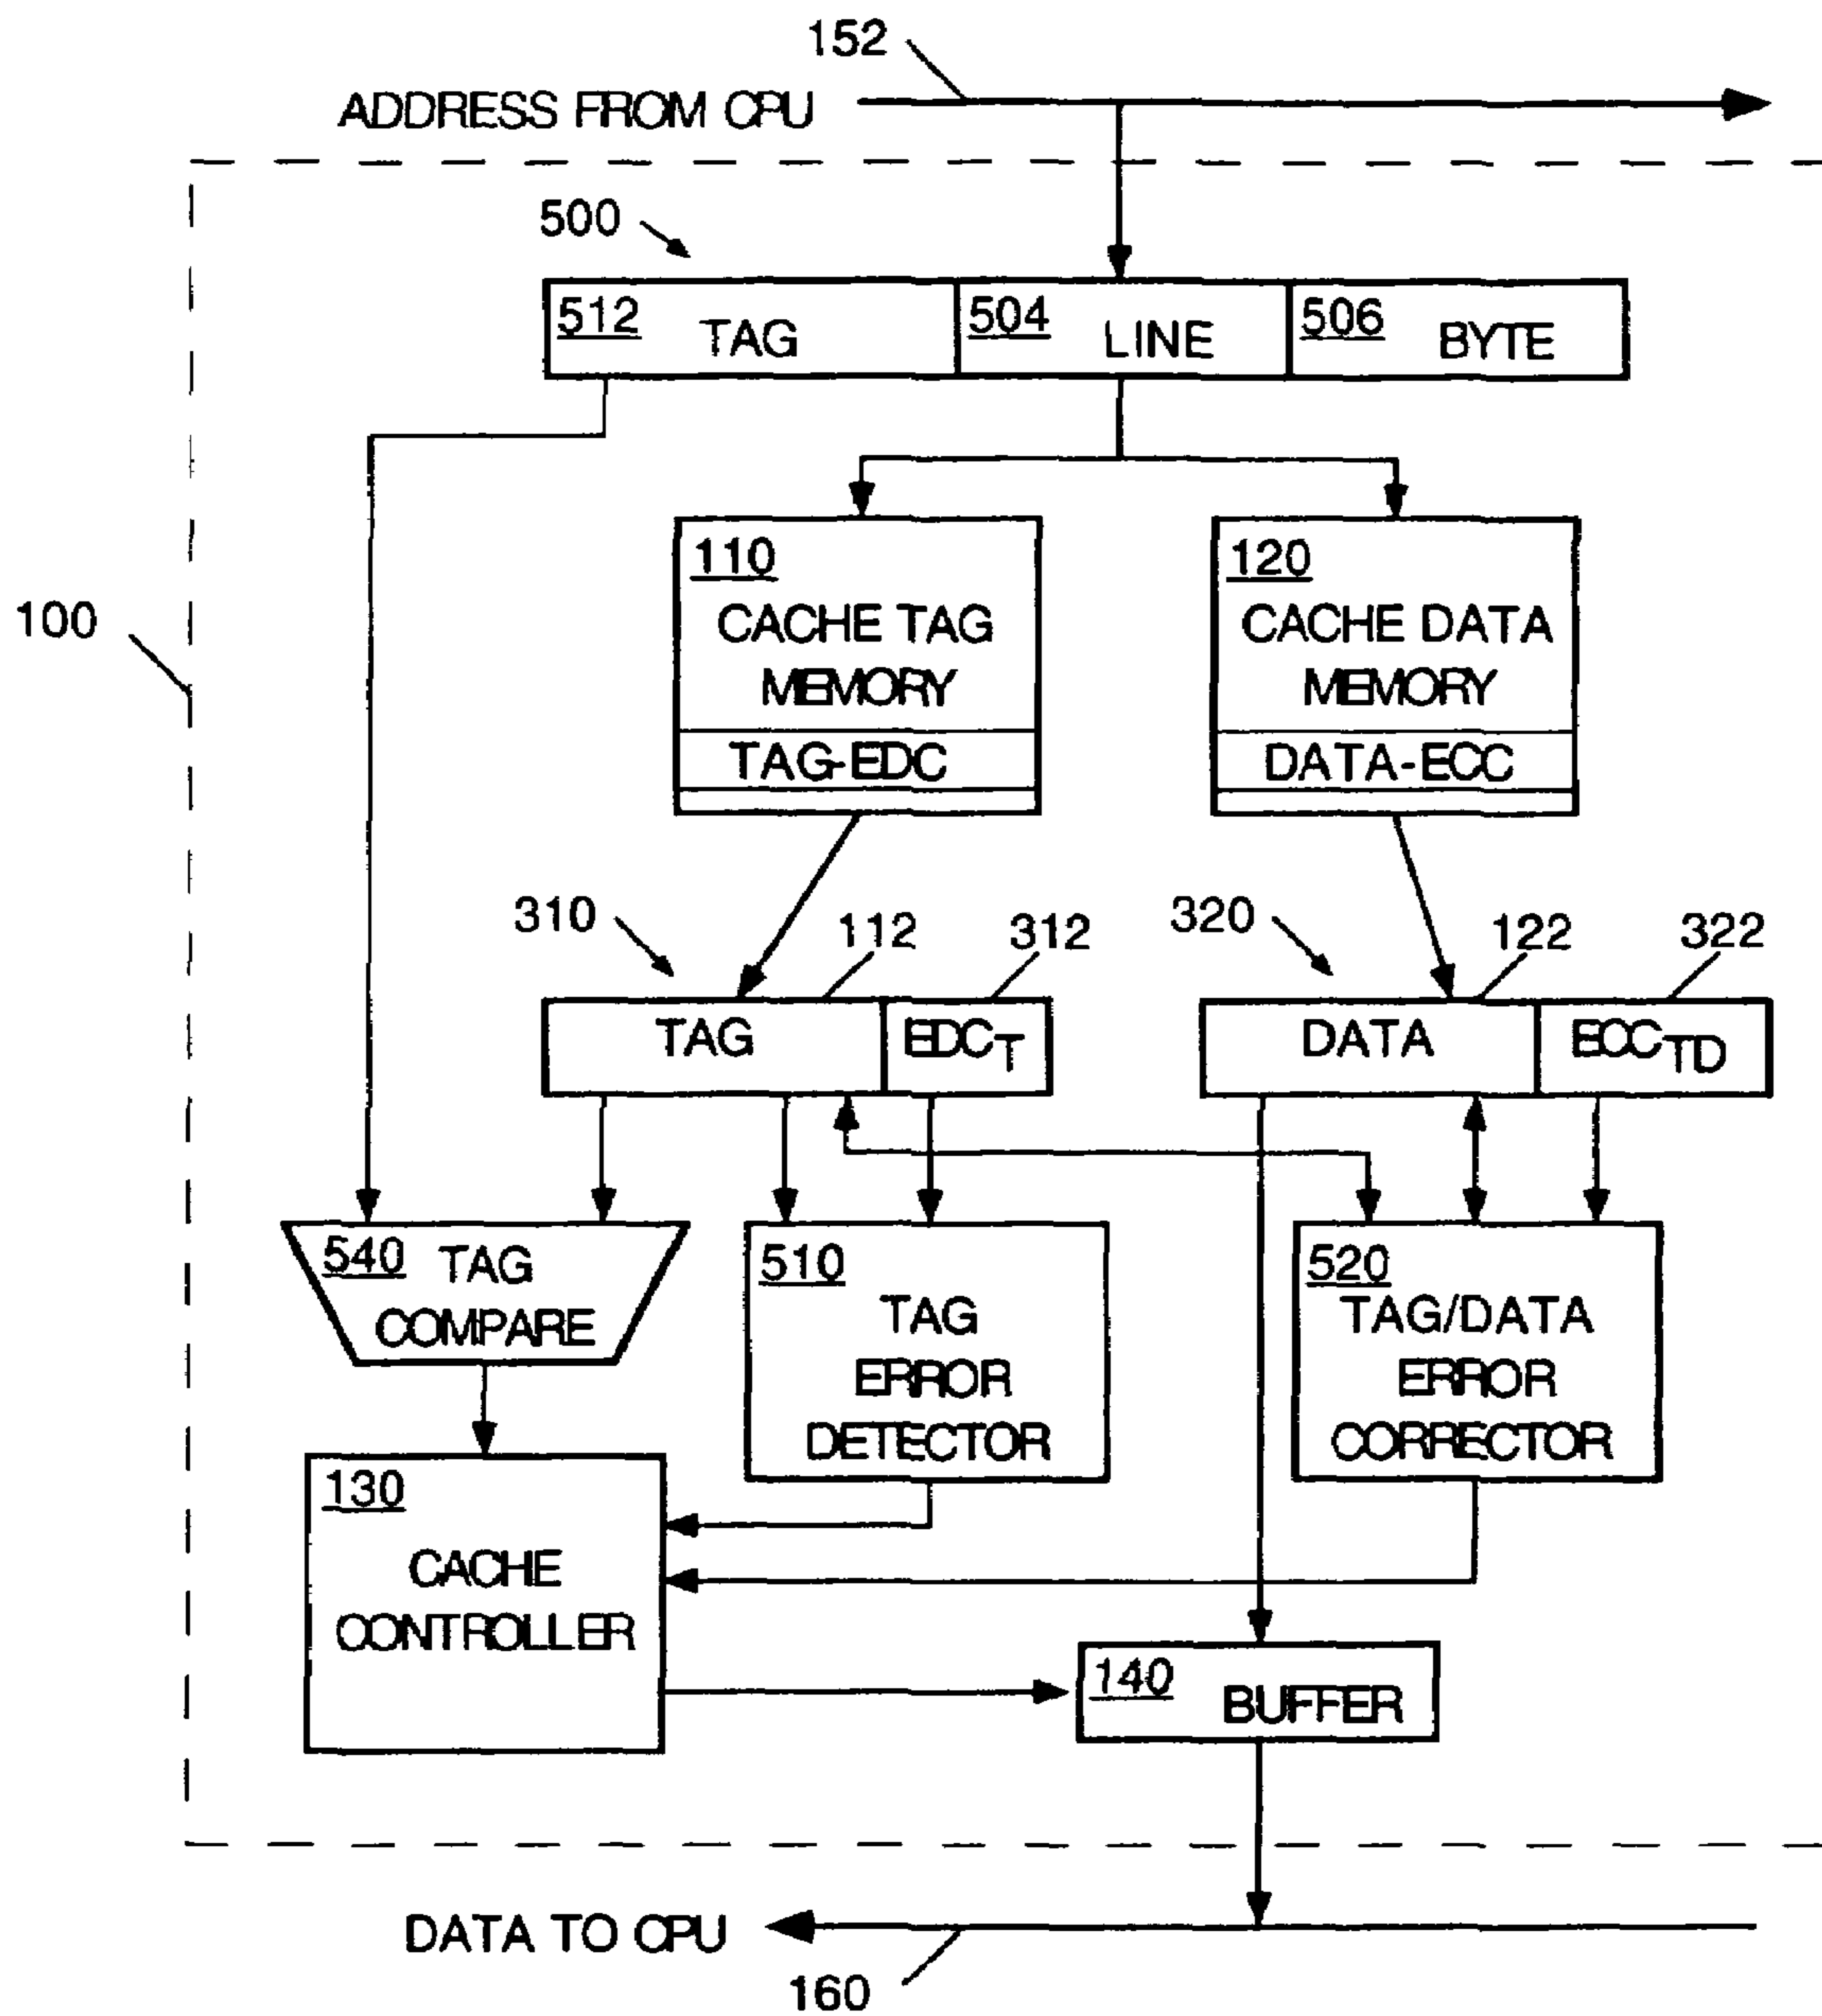 152
ADDRESS FROM CPU
500
512 TAG
504 LINE
506 BYTE
100
110
CACHE TAG
MEMORY
TAG-EDC
120
CACHE DATA
MEMORY
DATA-ECC
310
112
312
320
122
322
TAG
EDCT
DATA
ECCTD
540 TAG
COMPARE
510
TAG
ERROR
DETECTOR
520
TAG/DATA
ERROR
CORRECTOR
130
CACHE
CONTROLLER
140 BUFFER
DATA TO CPU
160